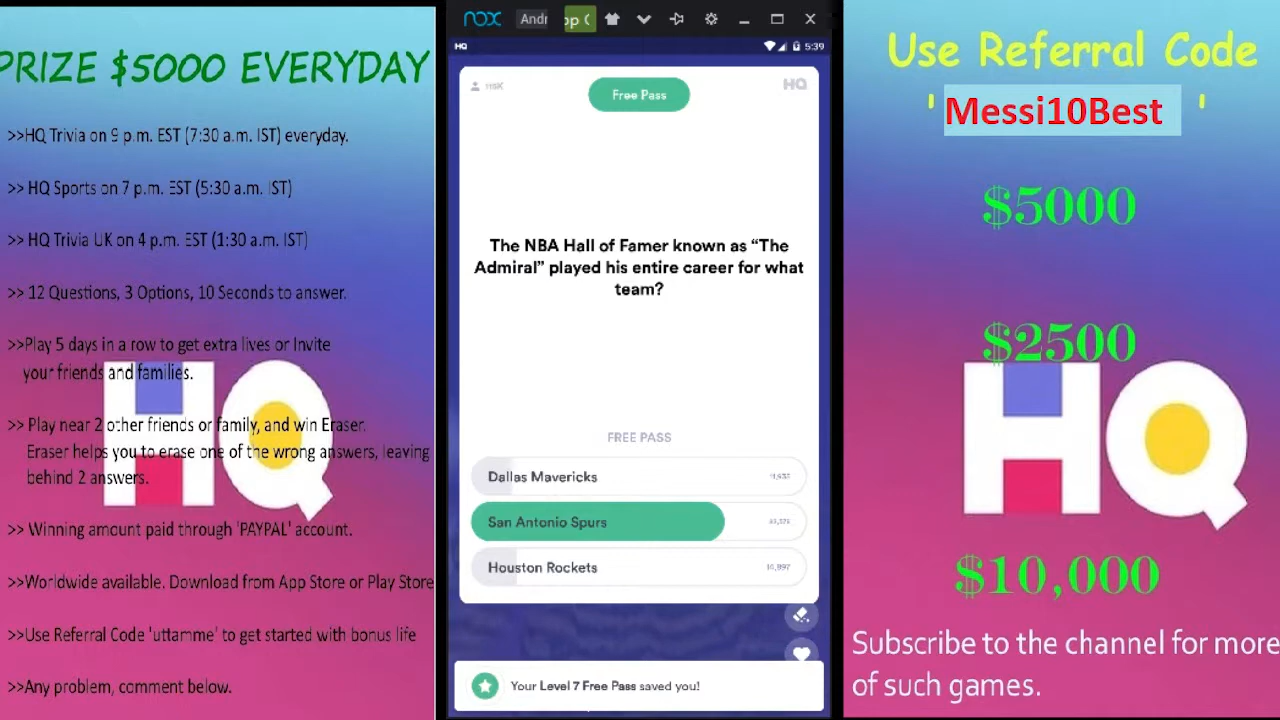 PRIZE $5000 EVERYDAY
>>HQ Trivia on 9 p.m. EST (7:30 a.m. IST) everyday.
>> HQ Sports on 7 p.m. EST (5:30 a.m. IST)
>> HQ Trivia UK on 4 p.m. EST (1:30 a.m. IST)
>> 12 Questions, 3 Options, 10 Seconds to answer.
>>Play 5 days in a row to get extra lives or Invite
your friends and families.
>> Play near 2 other friends or family, and win Eraser.
Eraser helps you to erase one of the wrong answers, leaving
behind 2 answers.
>> Winning amount paid through 'PAYPAL' account.
>>Worldwide available. Download from App Store or Play Store
>>Use Referral Code 'uttamme' to get started with bonus life
>>Any problem, comment below.
HQ
nox Andr pp
HQ 5:39
Free Pass
HQ
The NBA Hall of Famer known as “The
Admiral” played his entire career for what
team?
FREE PASS
Dallas Mavericks
San Antonio Spurs
Houston Rockets
Your Level 7 Free Pass saved you!
Use Referral Code
' Messi10Best '
$5000
$2500
HQ
$10,000
Subscribe to the channel for more
of such games.